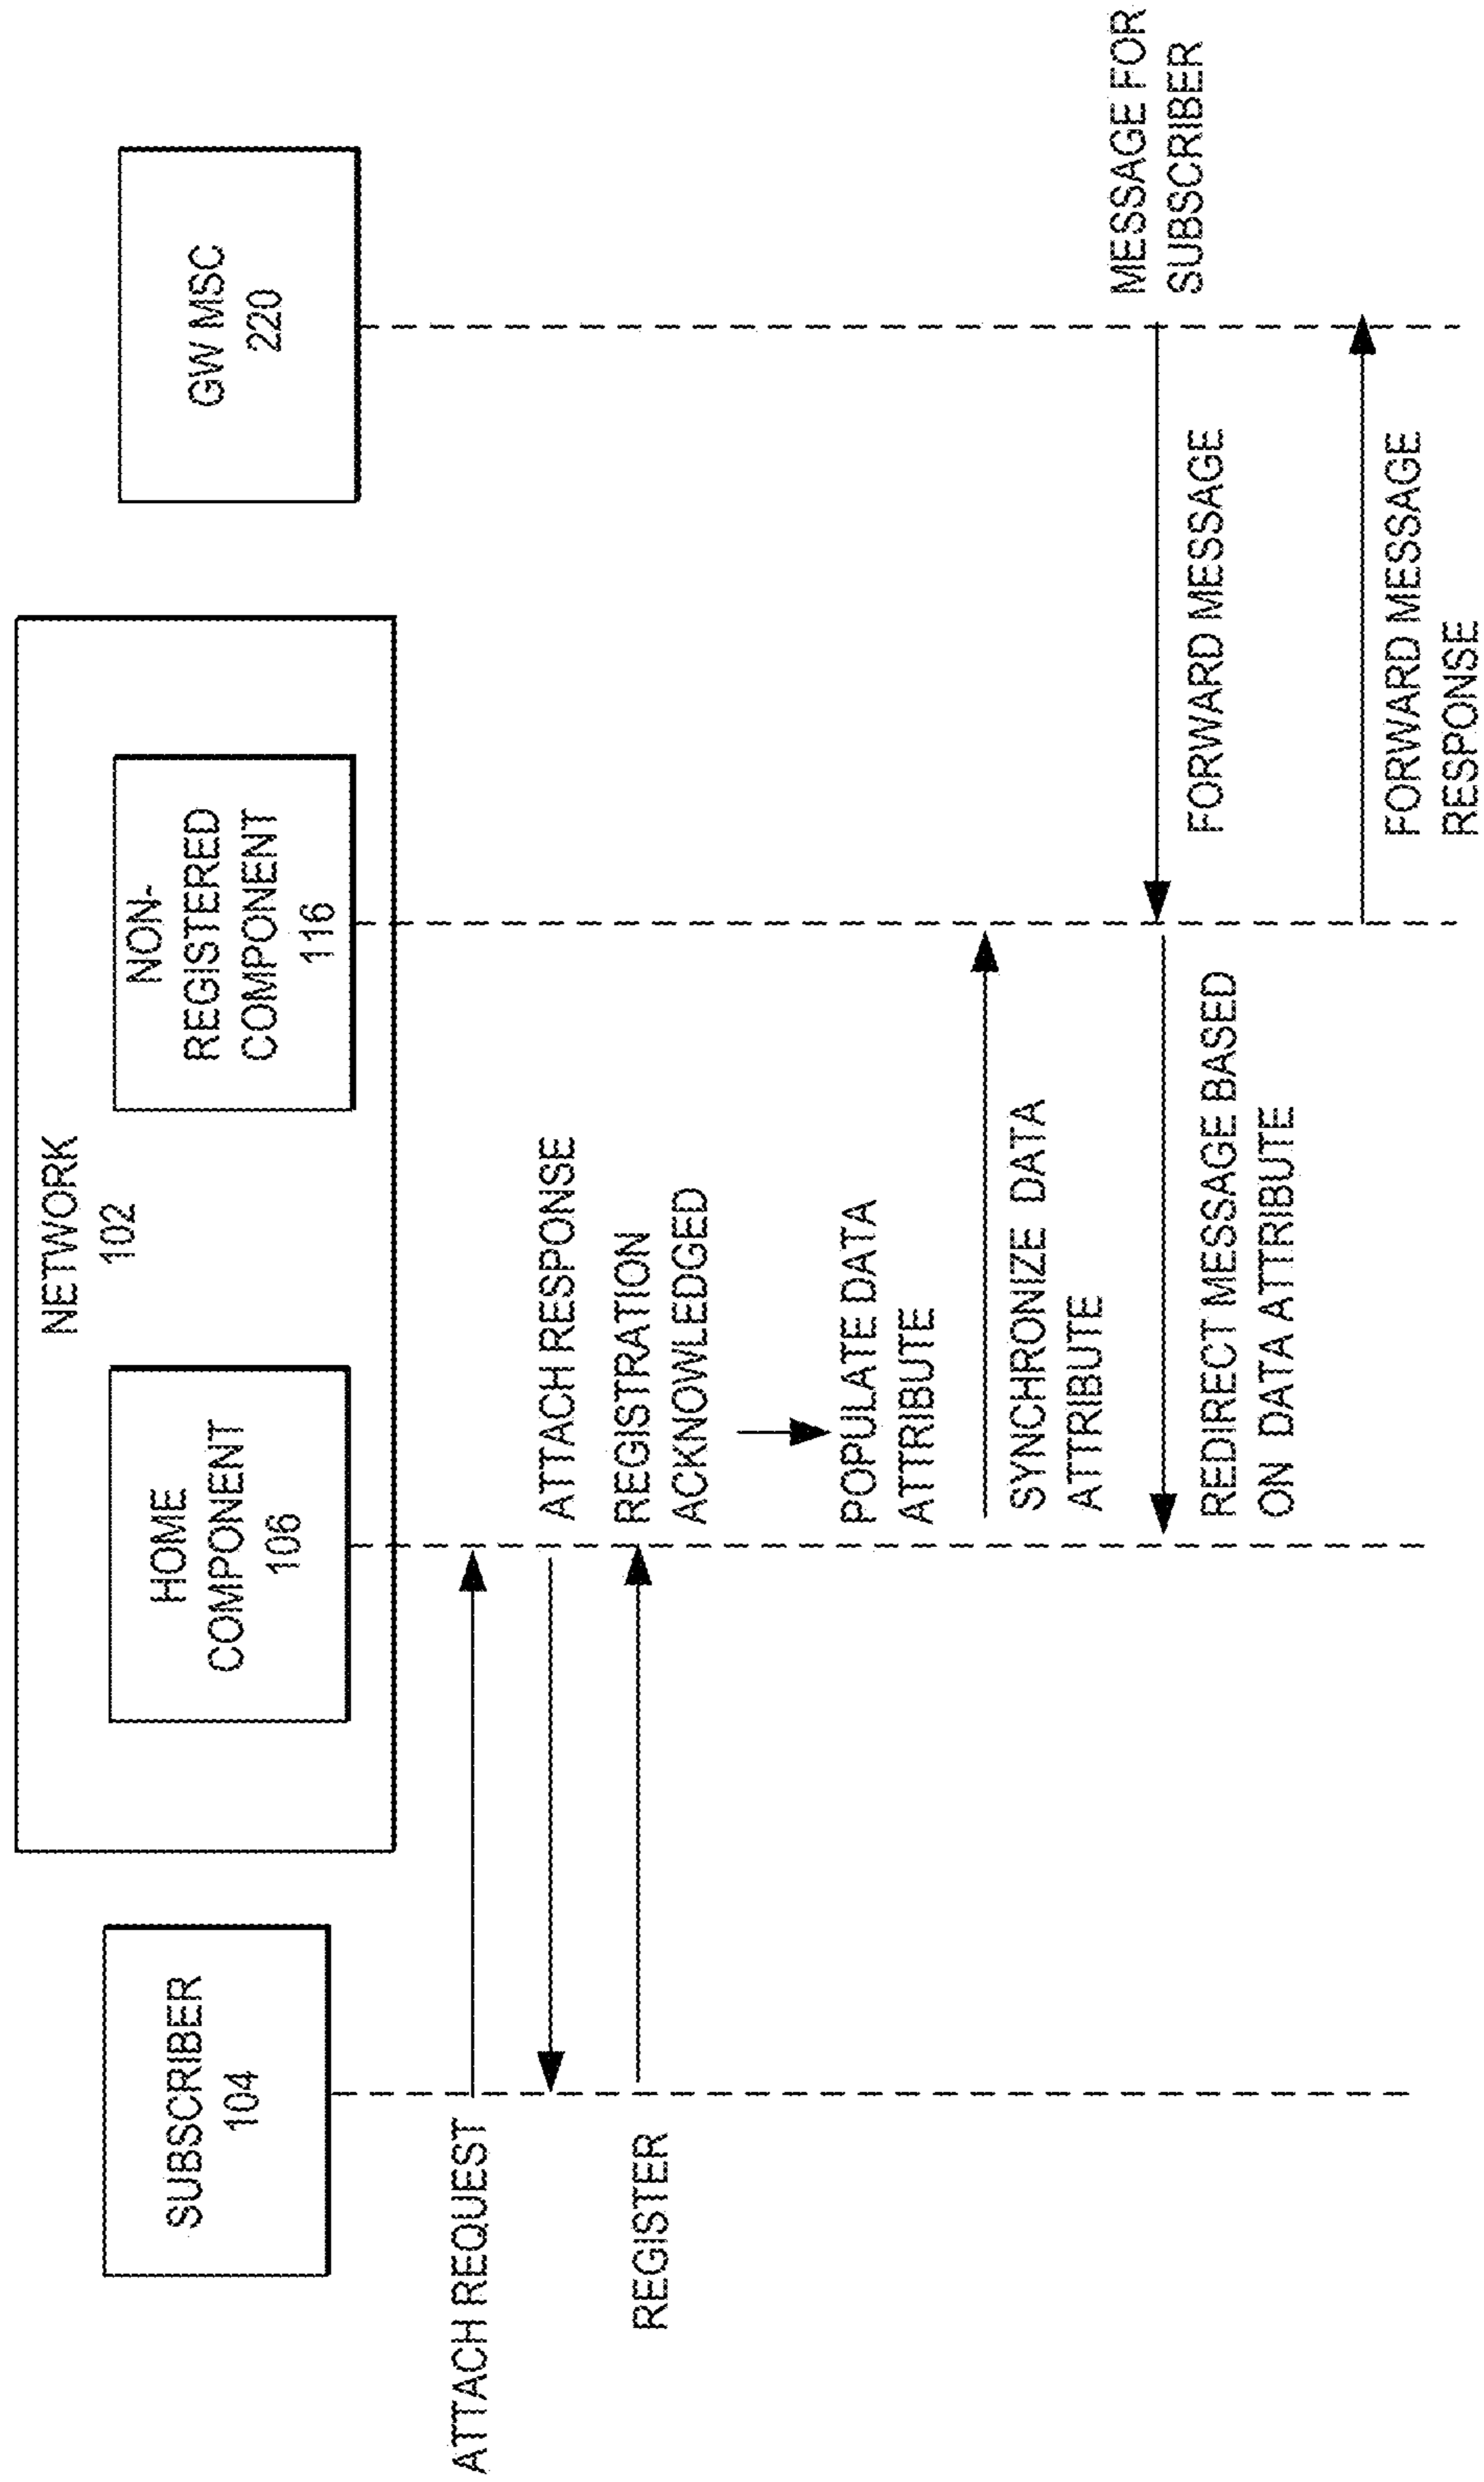 NETWORK
102
SUBSCRIBER
104
HOME
COMPONENT
106
NON-
REGISTERED
COMPONENT
116
GW MSC
220
ATTACH REQUEST
ATTACH RESPONSE
REGISTER
REGISTRATION
ACKNOWLEDGED
POPULATE DATA
ATTRIBUTE
SYNCHRONIZE DATA
ATTRIBUTE
MESSAGE FOR
SUBSCRIBER
FORWARD MESSAGE
REDIRECT MESSAGE BASED
ON DATA ATTRIBUTE
FORWARD MESSAGE
RESPONSE